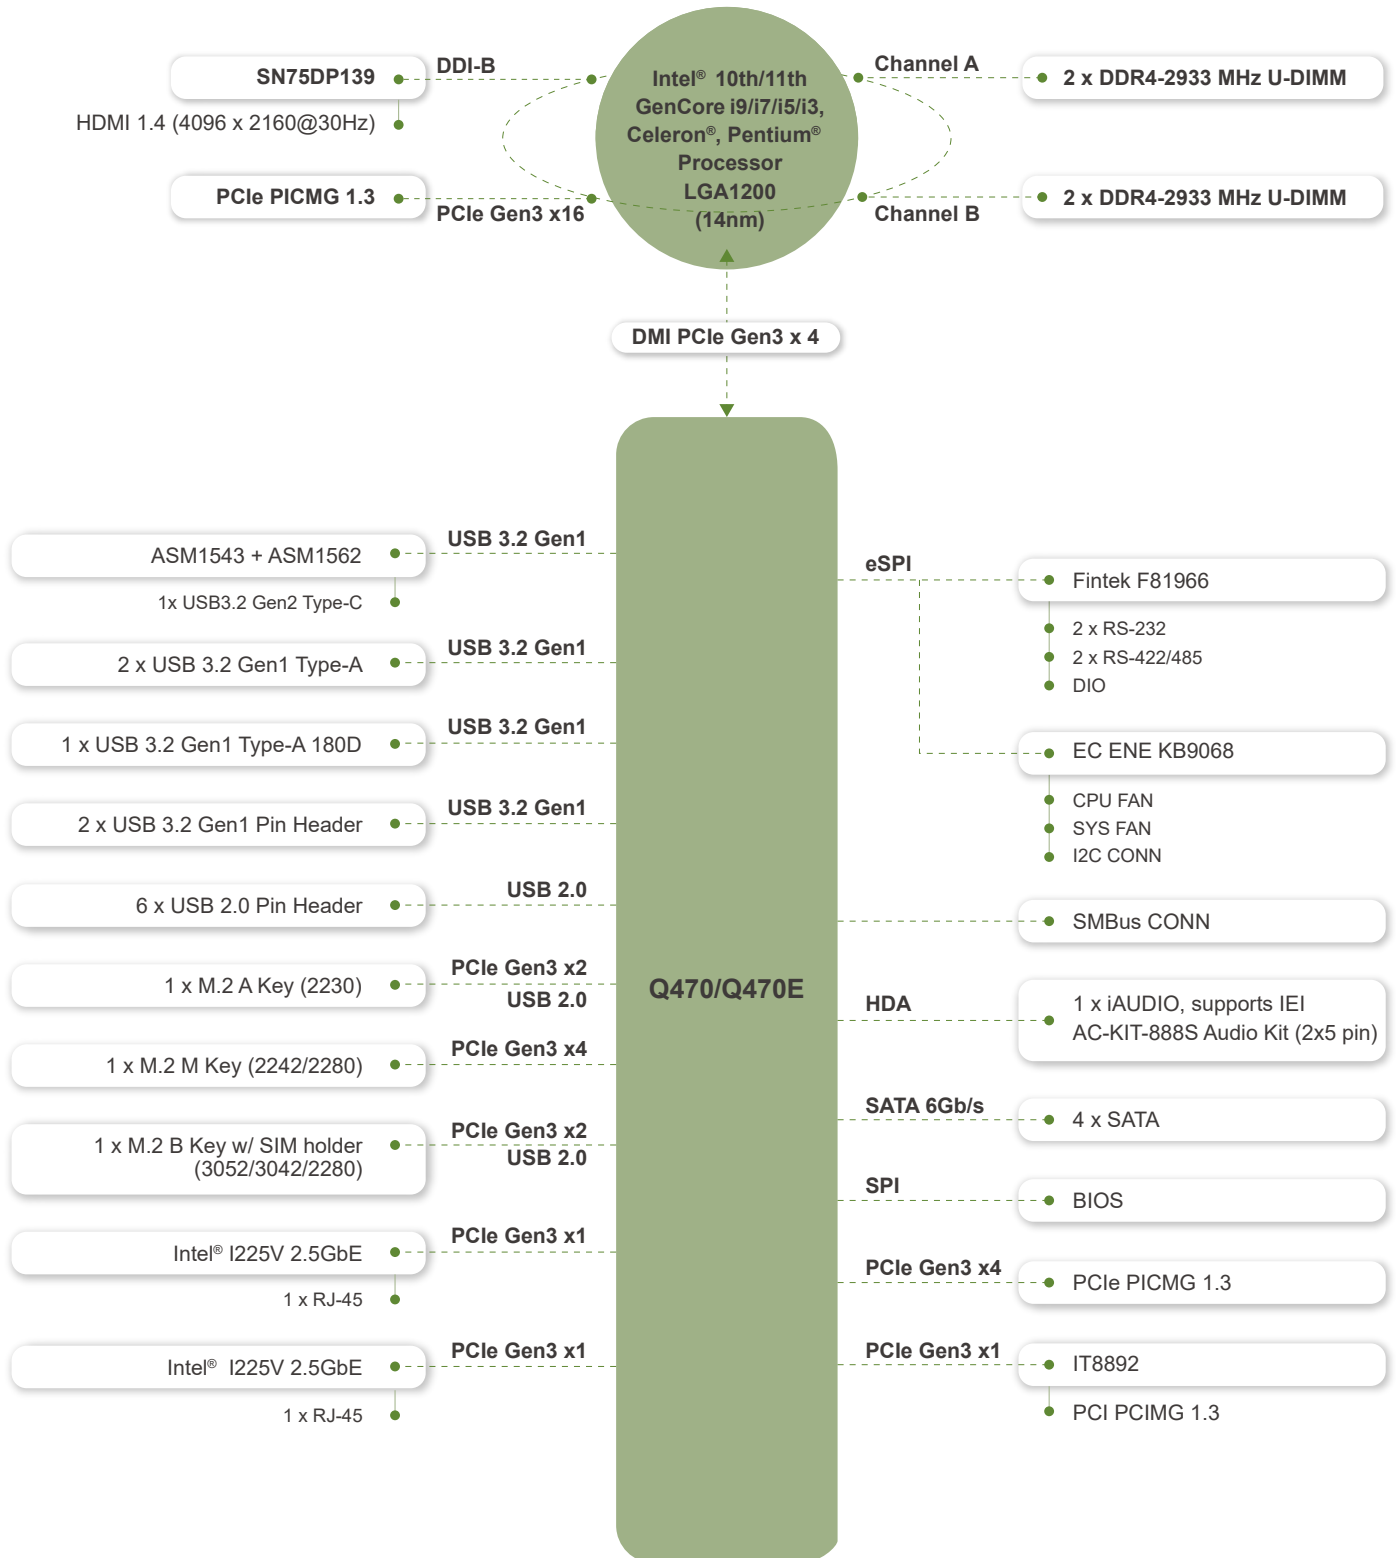 SN75DP139
DDI-B
HDMI 1.4 (4096 x 2160@30Hz)
PCIe PICMG 1.3
PCIe Gen3 x16
Intel® 10th/11th
GenCore i9/i7/i5/i3,
Celeron®, Pentium®
Processor
LGA1200
(14nm)
Channel A
2 x DDR4-2933 MHz U-DIMM
Channel B
2 x DDR4-2933 MHz U-DIMM
DMI PCIe Gen3 x 4
Q470/Q470E
USB 3.2 Gen1
ASM1543 + ASM1562
1x USB3.2 Gen2 Type-C
USB 3.2 Gen1
2 x USB 3.2 Gen1 Type-A
USB 3.2 Gen1
1 x USB 3.2 Gen1 Type-A 180D
USB 3.2 Gen1
2 x USB 3.2 Gen1 Pin Header
USB 2.0
6 x USB 2.0 Pin Header
PCIe Gen3 x2
1 x M.2 A Key (2230)
USB 2.0
PCIe Gen3 x4
1 x M.2 M Key (2242/2280)
PCIe Gen3 x2
1 x M.2 B Key w/ SIM holder
(3052/3042/2280)
USB 2.0
PCIe Gen3 x1
Intel® I225V 2.5GbE
1 x RJ-45
PCIe Gen3 x1
Intel® I225V 2.5GbE
1 x RJ-45
eSPI
Fintek F81966
2 x RS-232
2 x RS-422/485
DIO
EC ENE KB9068
CPU FAN
SYS FAN
I2C CONN
SMBus CONN
HDA
1 x iAUDIO, supports IEI
AC-KIT-888S Audio Kit (2x5 pin)
SATA 6Gb/s
4 x SATA
SPI
BIOS
PCIe Gen3 x4
PCIe PICMG 1.3
PCIe Gen3 x1
IT8892
PCI PCIMG 1.3